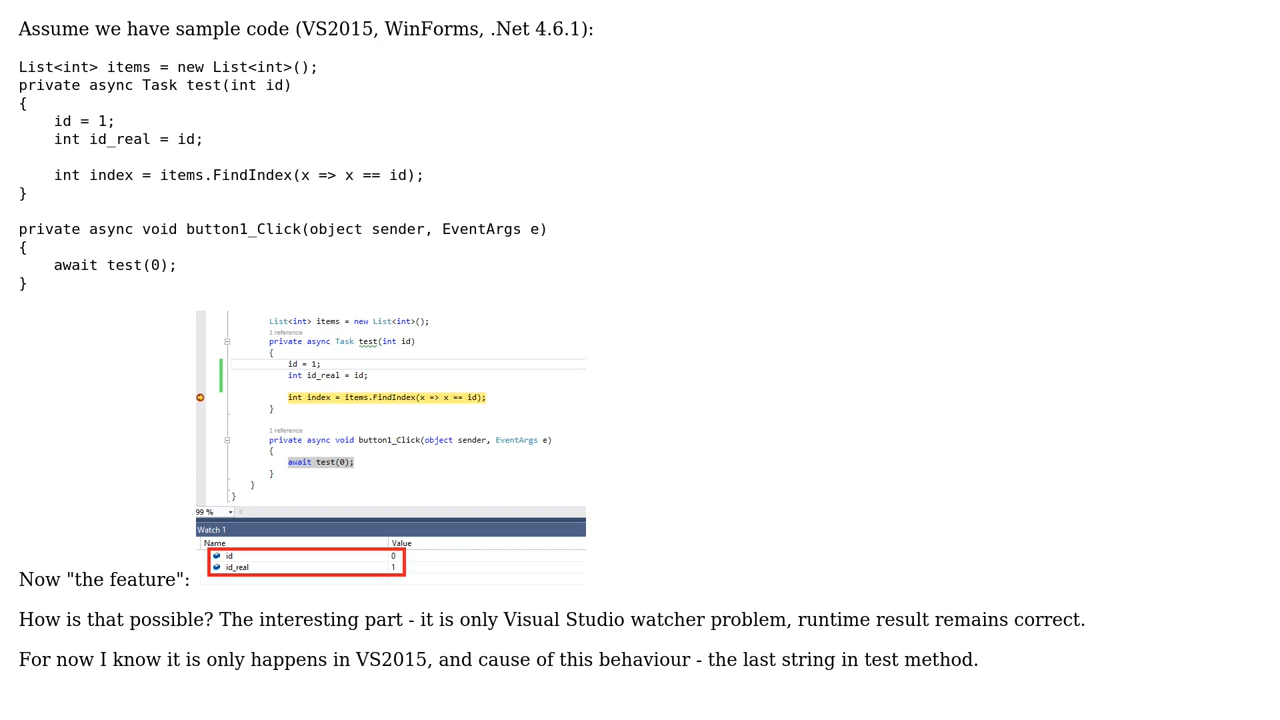 Assume we have sample code (VS2015, WinForms, .Net 4.6.1):
List<int> items = new List<int>();
private async Task test(int id)
{
    id = 1;
    int id_real = id;

    int index = items.FindIndex(x => x == id);
}

private async void button1_Click(object sender, EventArgs e)
{
    await test(0);
}
List<int> items = new List<int>();
1 reference
private async Task test(int id)
{
    id = 1;
    int id_real = id;

    int index = items.FindIndex(x => x == id);
}

1 reference
private async void button1_Click(object sender, EventArgs e)
{
    await test(0);
}
}
}
99 %
Watch 1
Name Value
id 0
id_real 1
Now "the feature":
How is that possible? The interesting part - it is only Visual Studio watcher problem, runtime result remains correct.
For now I know it is only happens in VS2015, and cause of this behaviour - the last string in test method.